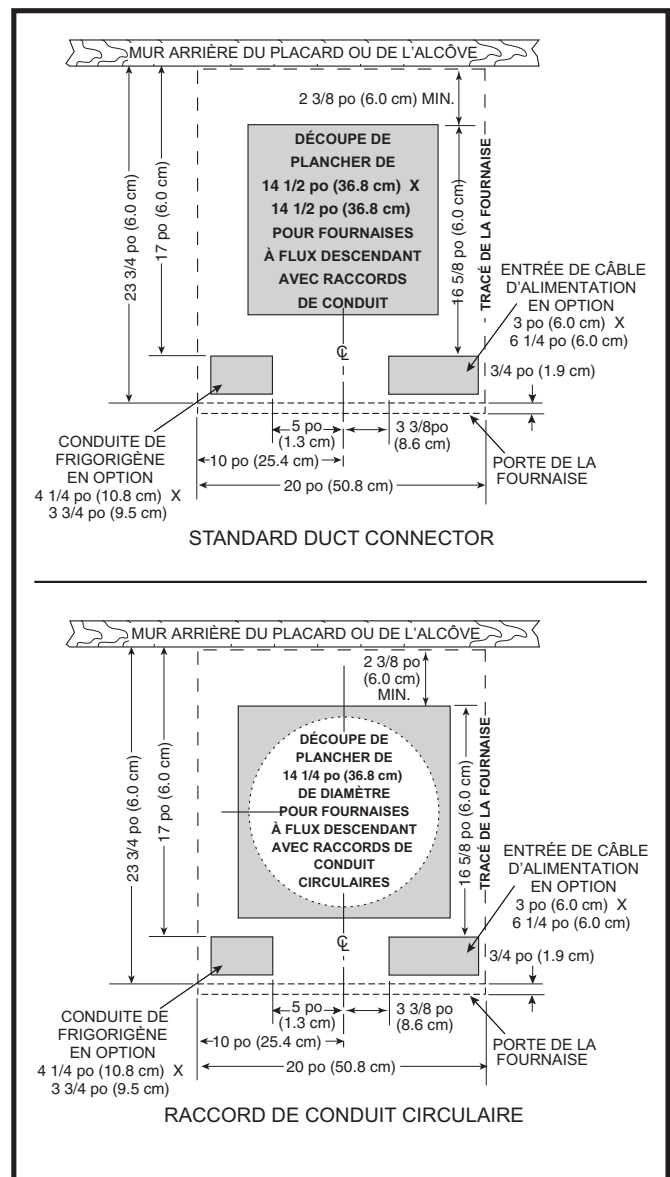 MUR ARRIÈRE DU PLACARD OU DE L'ALCÔVE
2 3/8 po (6.0 cm) MIN.
23 3/4 po (6.0 cm)
17 po (6.0 cm)
DÉCOUPE DE
PLANCHER DE
14 1/2 po (36.8 cm) X
14 1/2 po (36.8 cm)
POUR FOURNAISES
À FLUX DESCENDANT
AVEC RACCORDS
DE CONDUIT
16 5/8 po (6.0 cm)
TRACÉ DE LA FOURNAISE
ENTRÉE DE CÂBLE
D'ALIMENTATION
EN OPTION
3 po (6.0 cm) X
6 1/4 po (6.0 cm)
3/4 po (1.9 cm)
CONDUITE DE
FRIGORIGÈNE
EN OPTION
4 1/4 po (10.8 cm) X
3 3/4 po (9.5 cm)
5 po
(1.3 cm)
3 3/8po
(8.6 cm)
10 po (25.4 cm)
20 po (50.8 cm)
PORTE DE LA
FOURNAISE
STANDARD DUCT CONNECTOR
MUR ARRIÈRE DU PLACARD OU DE L'ALCÔVE
2 3/8 po
(6.0 cm)
MIN.
23 3/4 po (6.0 cm)
17 po (6.0 cm)
DÉCOUPE DE
PLANCHER DE
14 1/4 po (36.8 cm)
DE DIAMÈTRE
POUR FOURNAISES
À FLUX DESCENDANT
AVEC RACCORDS DE
CONDUIT
CIRCULAIRES
16 5/8 po (6.0 cm)
TRACÉ DE LA FOURNAISE
ENTRÉE DE CÂBLE
D'ALIMENTATION
EN OPTION
3 po (6.0 cm) X
6 1/4 po (6.0 cm)
3/4 po (1.9 cm)
CONDUITE DE
FRIGORIGÈNE
EN OPTION
4 1/4 po (10.8 cm) X
3 3/4 po (9.5 cm)
5 po
(1.3 cm)
3 3/8 po
(8.6 cm)
10 po (25.4 cm)
20 po (50.8 cm)
PORTE DE LA
FOURNAISE
RACCORD DE CONDUIT CIRCULAIRE